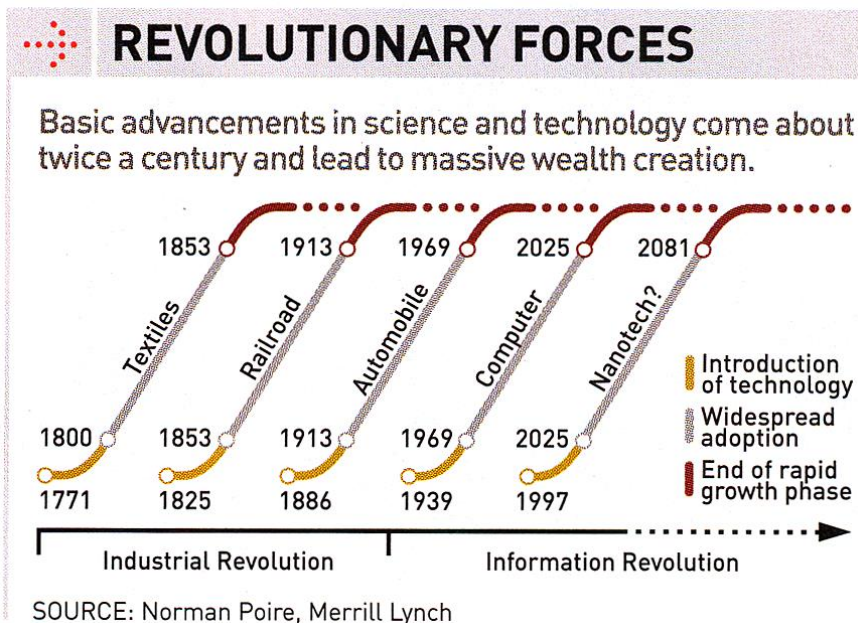 REVOLUTIONARY FORCES
Basic advancements in science and technology come about
twice a century and lead to massive wealth creation.
1853 1913 1969 2025 2081
Textiles Railroad Automobile Computer Nanotech?
Introduction
of technology
Widespread
adoption
End of rapid
growth phase
1800 1853 1913 1969 2025
1771 1825 1886 1939 1997
Industrial Revolution Information Revolution
SOURCE: Norman Poire, Merrill Lynch